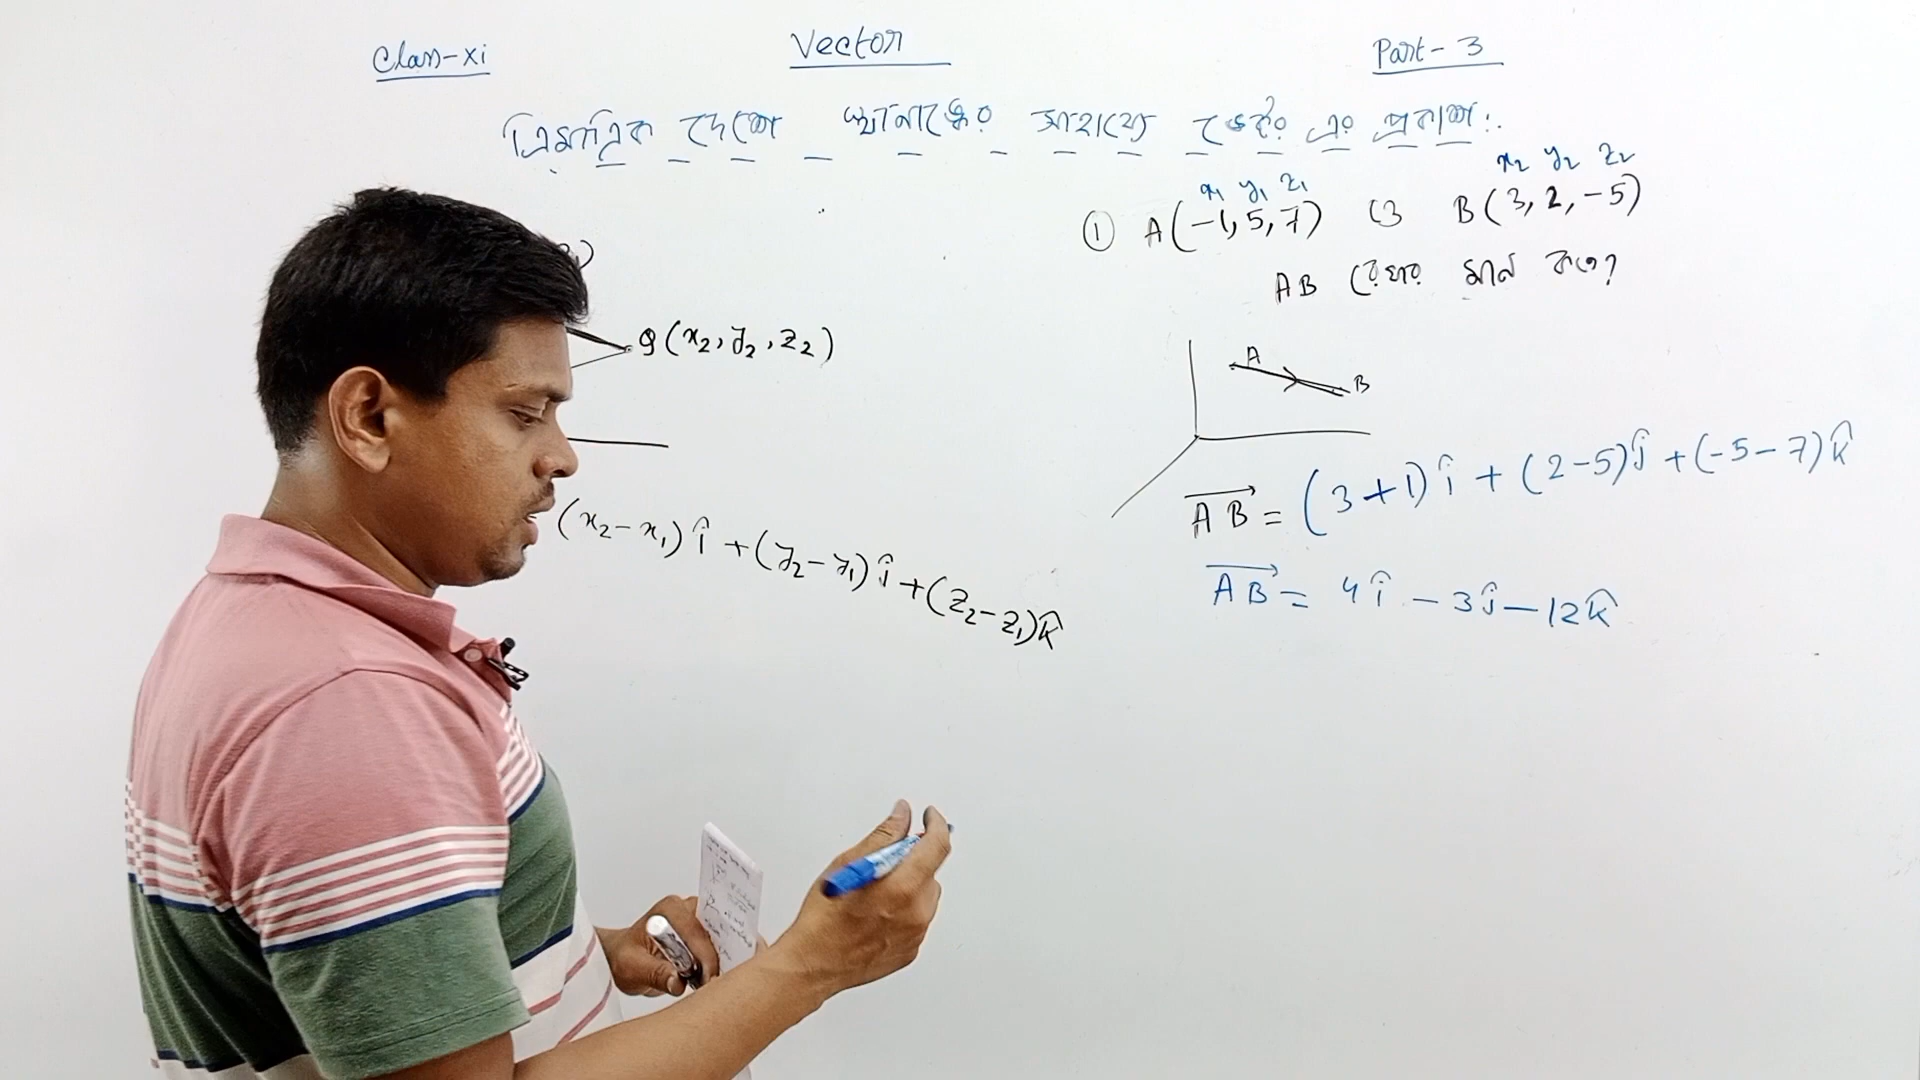 Class-xi
Vector
Part-3
ত্রিমাত্রিক দেশে স্থানাঙ্কের সাহায্যে ভেক্টর এর প্রকাশঃ
x₁ y₁ z₁ x₂ y₂ z₂
① A(-1, 5, 7) ও B(3, 2, -5)
AB রেখার মান কত?
Q(x₂, y₂, z₂)
(x₂-x₁)î + (y₂-y₁)ĵ + (z₂-z₁)k̂
A
B
AB→ = (3+1)î + (2-5)ĵ + (-5-7)k̂
AB→ = 4î - 3ĵ - 12k̂